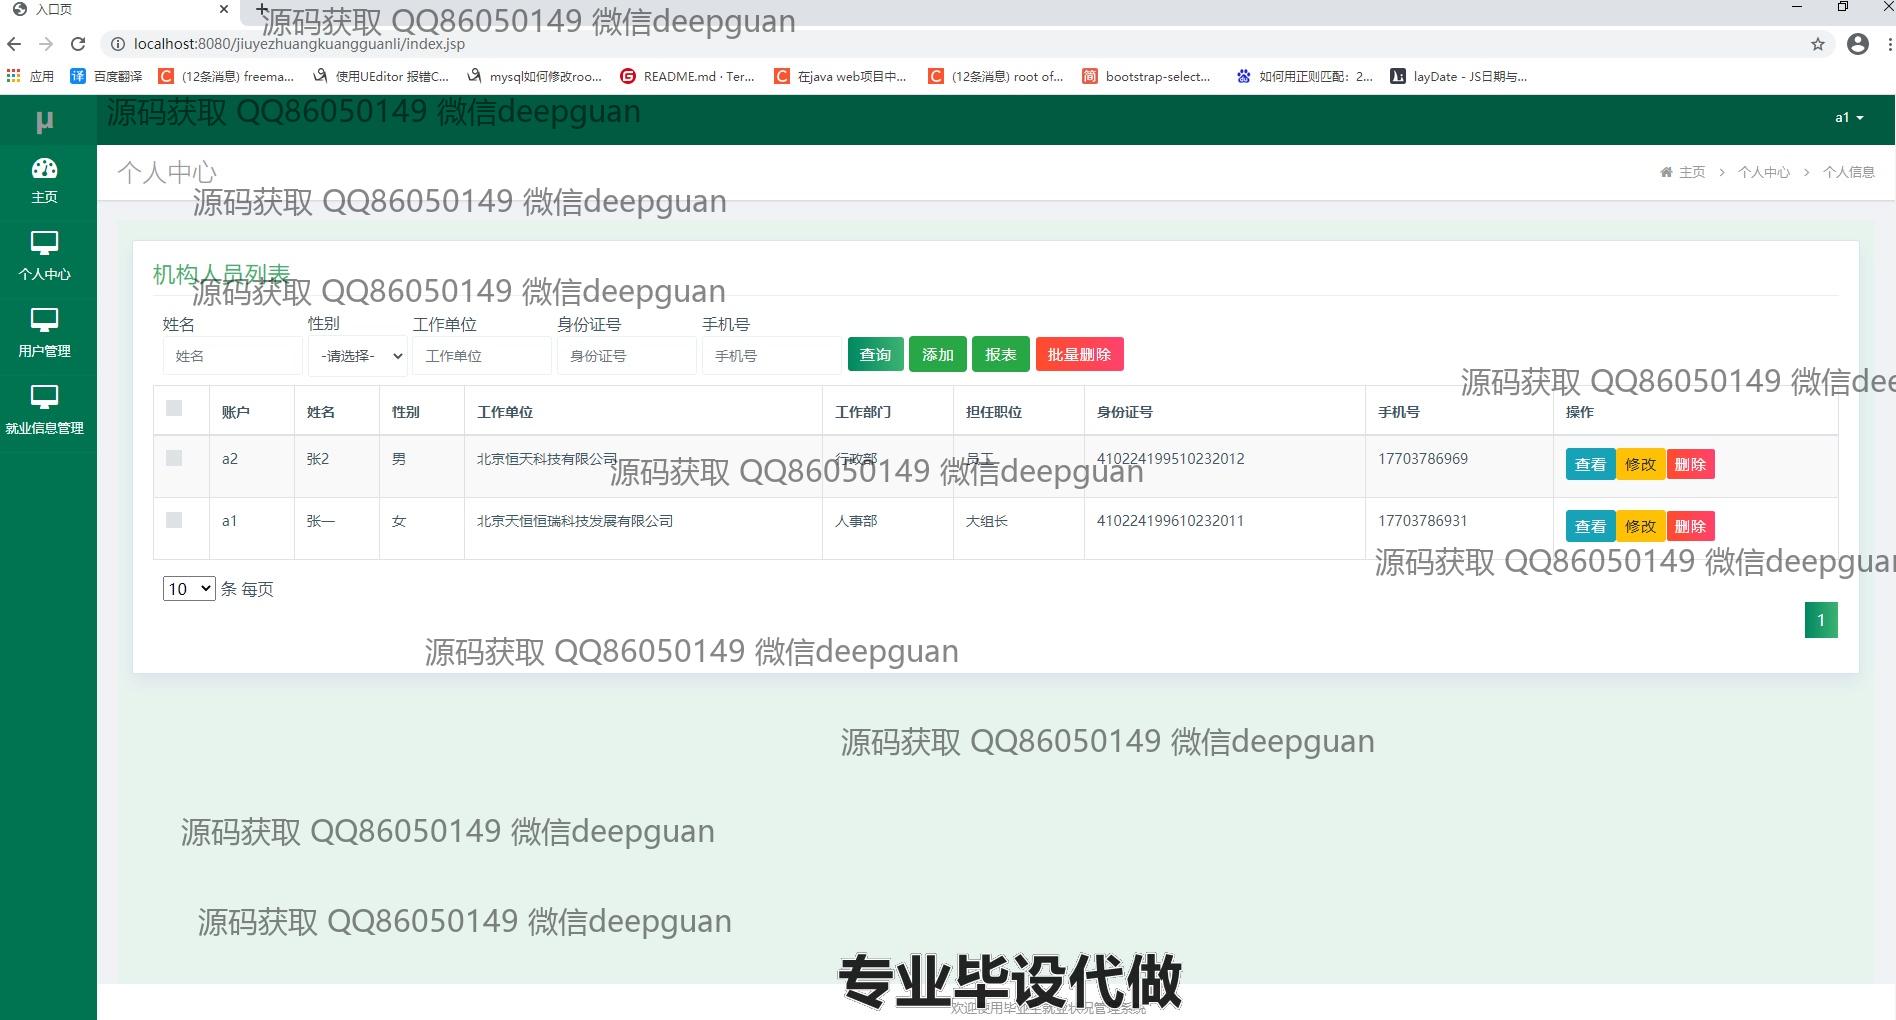 入口页
源码获取 QQ86050149 微信deepguan
localhost:8080/jiuyezhuangkuangguanli/index.jsp
应用 译 百度翻译 C (12条消息) freema... 使用UEditor 报错C... mysql如何修改roo... README.md · Ter... C 在java web项目中... C (12条消息) root of... 简 bootstrap-select... 如何用正则匹配：2... layDate - JS日期与...
μ
源码获取 QQ86050149 微信deepguan
a1
主页
个人中心
用户管理
就业信息管理
个人中心
主页 > 个人中心 > 个人信息
源码获取 QQ86050149 微信deepguan
机构人员列表
源码获取 QQ86050149 微信deepguan
姓名 性别 工作单位 身份证号 手机号
姓名 -请选择- 工作单位 身份证号 手机号 查询 添加 报表 批量删除
源码获取 QQ86050149 微信dee
账户 姓名 性别 工作单位 工作部门 担任职位 身份证号 手机号 操作
a2 张2 男 北京恒天科技有限公司 行政部 员工 410224199510232012 17703786969 查看 修改 删除
源码获取 QQ86050149 微信deepguan
a1 张一 女 北京天恒恒瑞科技发展有限公司 人事部 大组长 410224199610232011 17703786931 查看 修改 删除
源码获取 QQ86050149 微信deepguan
10 条 每页
1
源码获取 QQ86050149 微信deepguan
源码获取 QQ86050149 微信deepguan
源码获取 QQ86050149 微信deepguan
源码获取 QQ86050149 微信deepguan
专业毕设代做
欢迎使用毕业生就业状况管理系统